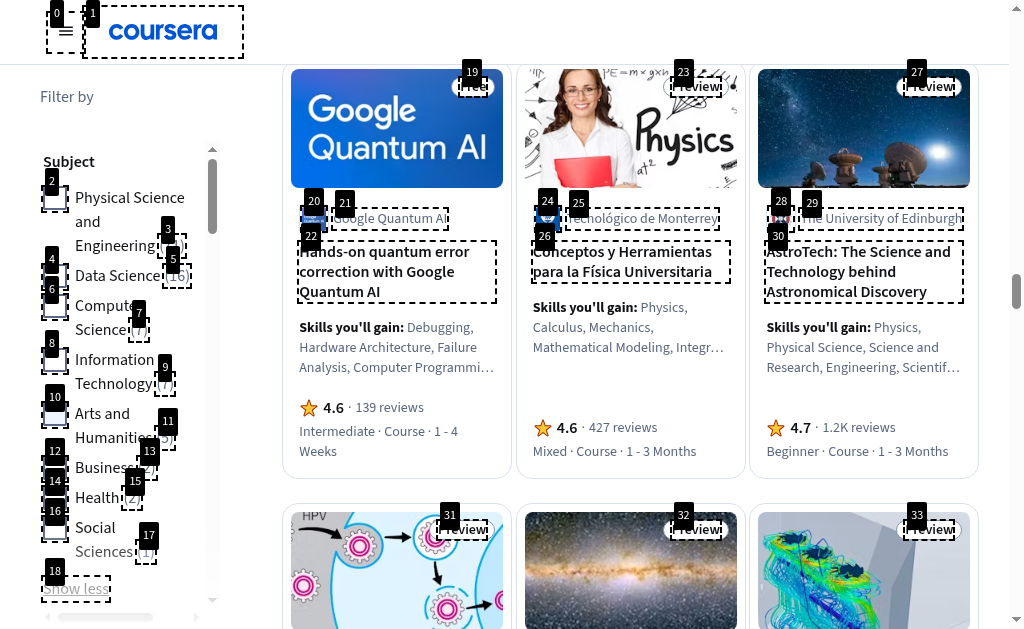 coursera
Filter by
Subject
Physical Science
and
Engineering
Data Science (16)
Science (7)
Information
Technology (7)
Arts and
Humanities
Business
Health (2)
Social
Sciences (1)
Show less
Google
Quantum AI
Google Quantum AI
Hands-on quantum error
correction with Google
Quantum AI
Skills you'll gain: Debugging,
Hardware Architecture, Failure
Analysis, Computer Programmi…
4.6 · 139 reviews
Intermediate · Course · 1 - 4
Weeks
Physics
Preview
Tecnológico de Monterrey
Conceptos y Herramientas
para la Física Universitaria
Skills you'll gain: Physics,
Calculus, Mechanics,
Mathematical Modeling, Integr…
4.6 · 427 reviews
Mixed · Course · 1 - 3 Months
Preview
The University of Edinburgh
AstroTech: The Science and
Technology behind
Astronomical Discovery
Skills you'll gain: Physics,
Physical Science, Science and
Research, Engineering, Scientif…
4.7 · 1.2K reviews
Beginner · Course · 1 - 3 Months
HPV
Preview
Preview
Preview
0
1
2
3
4
5
6
7
8
9
10
11
12
13
14
15
16
17
18
19
20
21
22
23
24
25
26
27
28
29
30
31
32
33